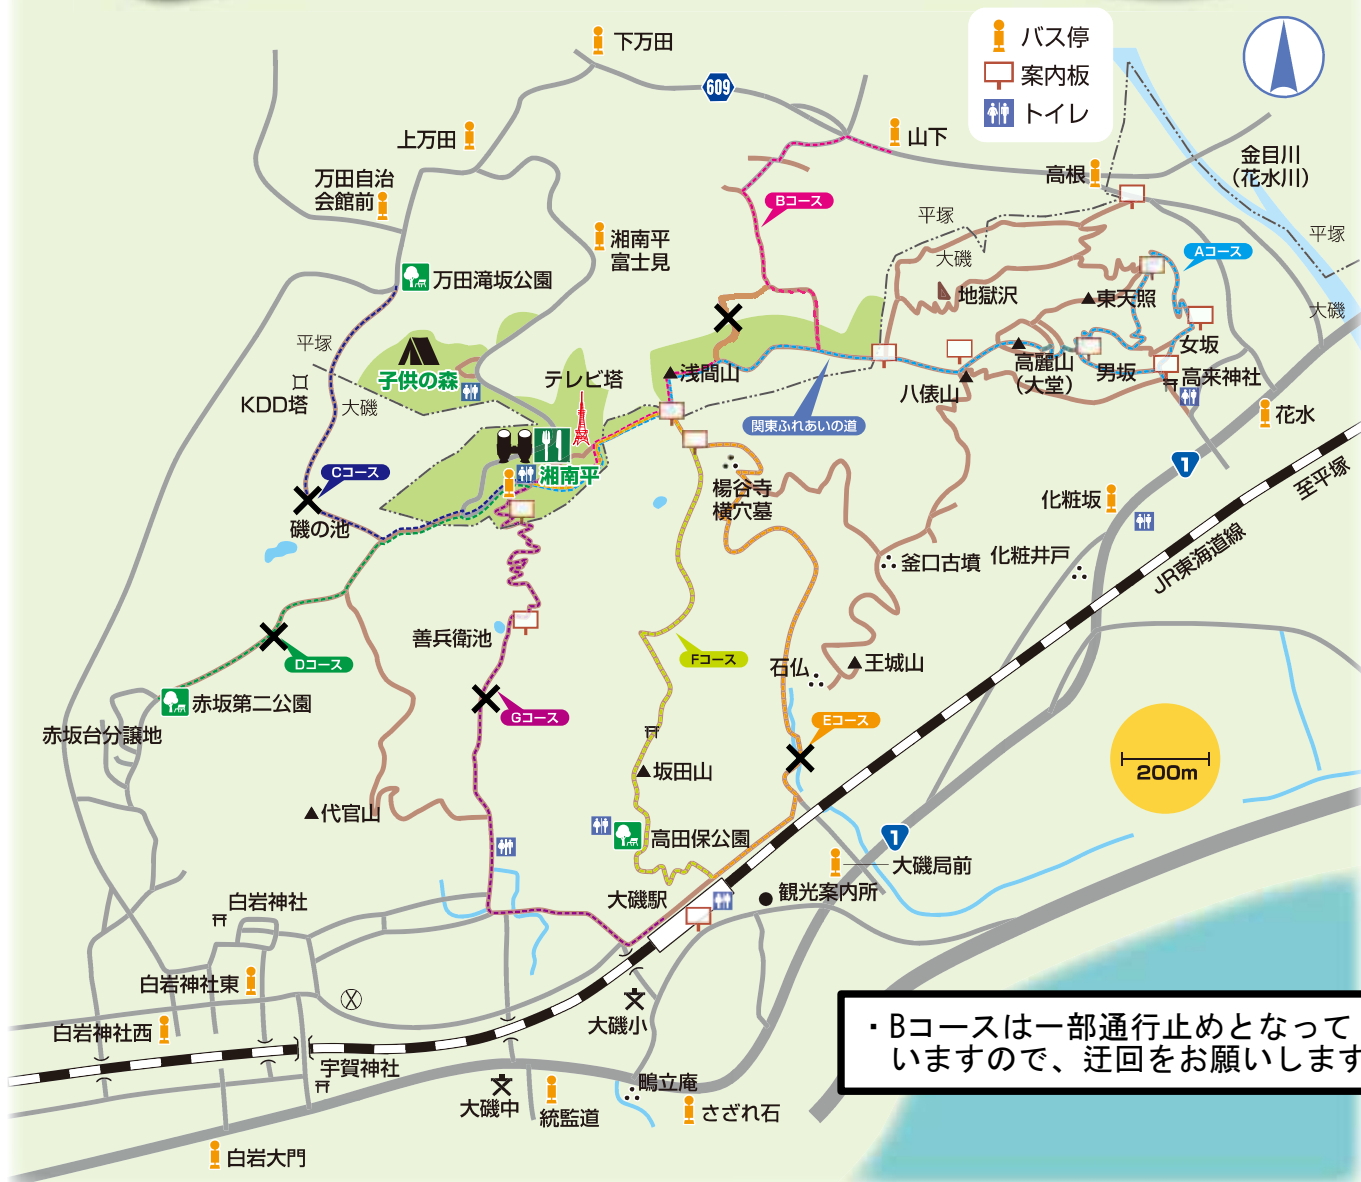 下万田
バス停
案内板
トイレ
609
上万田
山下
万田自治
会館前
高根
金目川
(花水川)
Bコース
平塚
平塚
湘南平
富士見
大磯
Aコース
万田滝坂公園
地獄沢
東天照
大磯
平塚
女坂
KDD塔
大磯
子供の森
テレビ塔
浅間山
高麗山
(大堂)
男坂
高来神社
八俵山
花水
関東ふれあいの道
Cコース
湘南平
1
至平塚
楊谷寺
横穴墓
化粧坂
磯の池
JR東海道線
釜口古墳
化粧井戸
善兵衛池
Dコース
Fコース
石仏
王城山
赤坂第二公園
Gコース
Eコース
赤坂台分譲地
坂田山
200m
代官山
高田保公園
1
大磯局前
大磯駅
観光案内所
白岩神社
白岩神社東
白岩神社西
大磯小
・Bコースは一部通行止めとなって
いますので、迂回をお願いします
宇賀神社
大磯中
統監道
鴫立庵
さざれ石
白岩大門